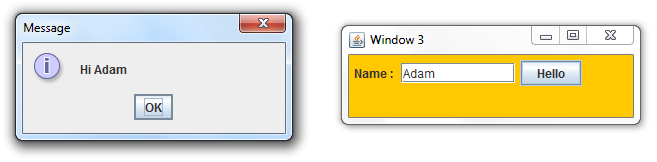 Message
Hi Adam
OK
Window 3
Name : Adam Hello